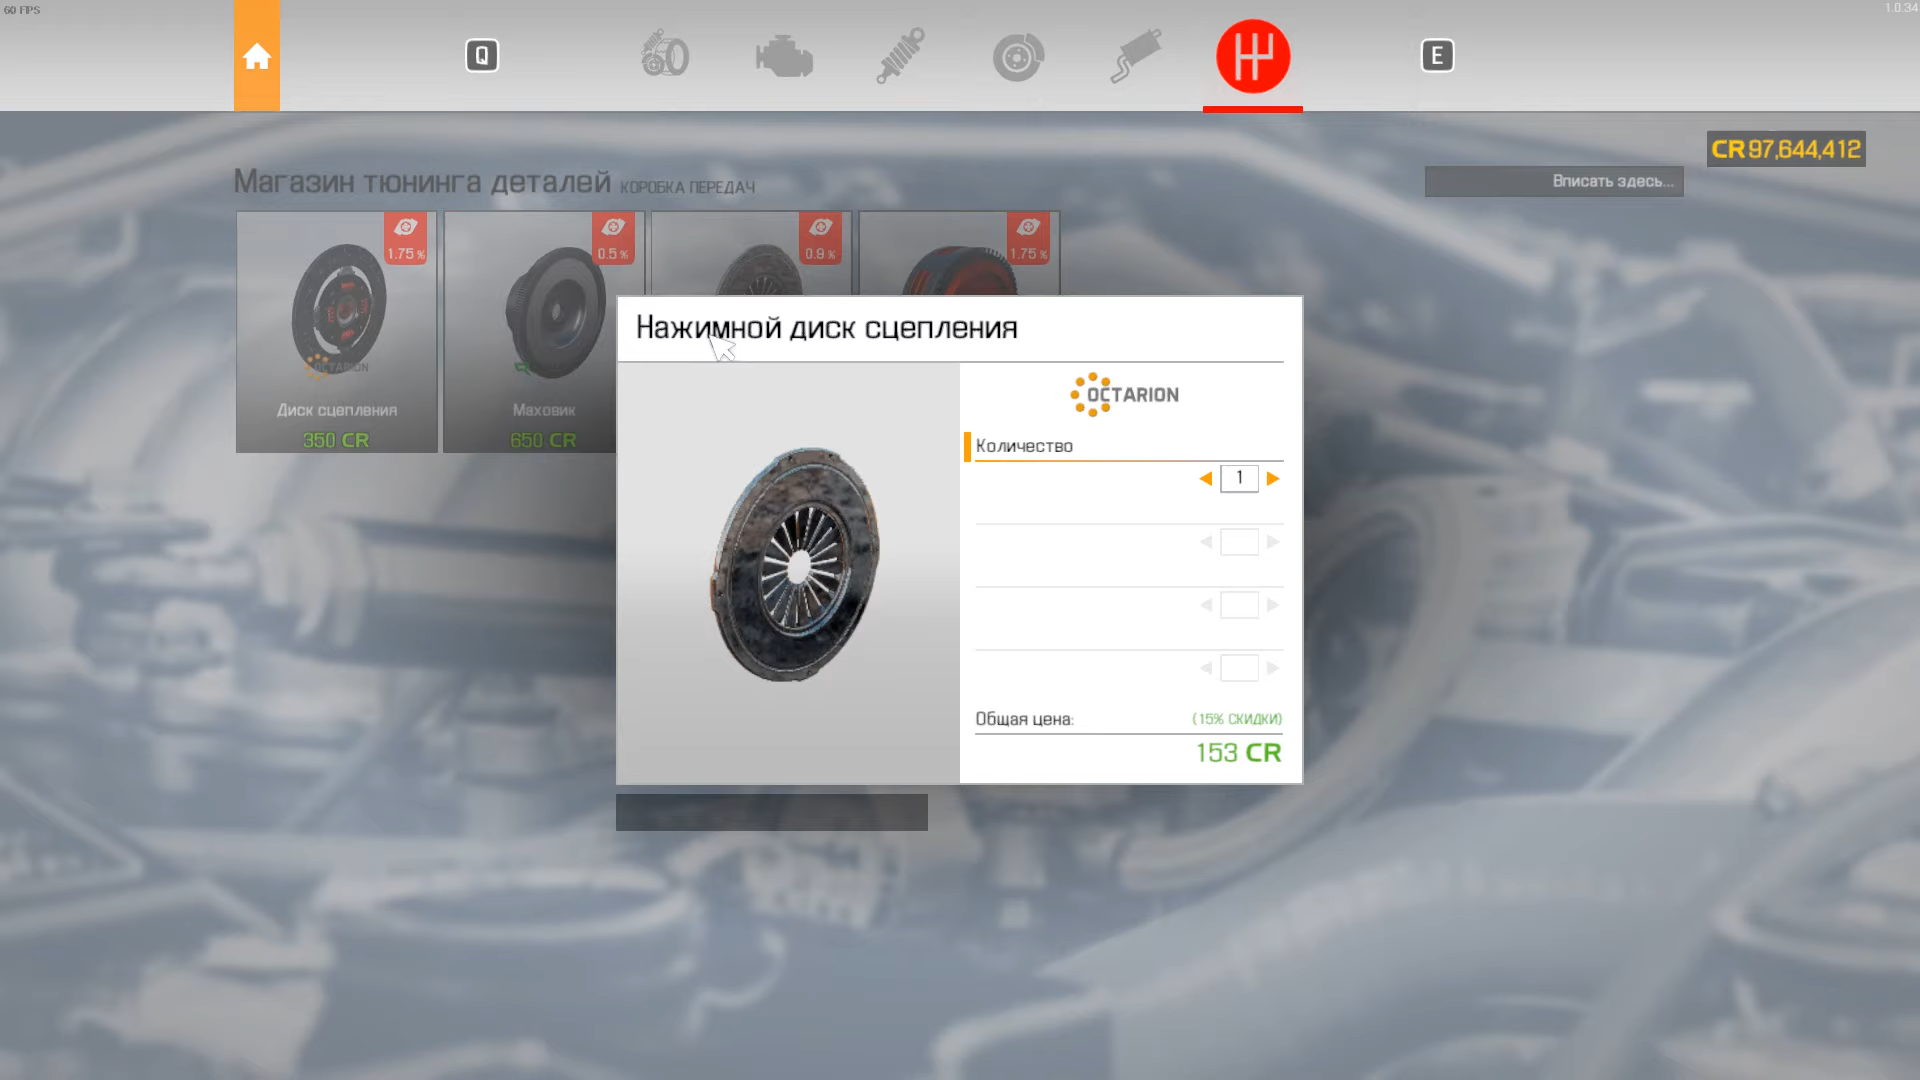 60 FPS
1.0.34
Q
E
CR 97,644,412
Магазин тюнинга деталей КОРОБКА ПЕРЕДАЧ
Вписать здесь...
1.75 %
0.5 %
0.9 %
1.75 %
OCTARION
Диск сцепления
Маховик
350 CR
650 CR
Нажимной диск сцепления
OCTARION
Количество
1
Общая цена:
(15% СКИДКИ)
153 CR